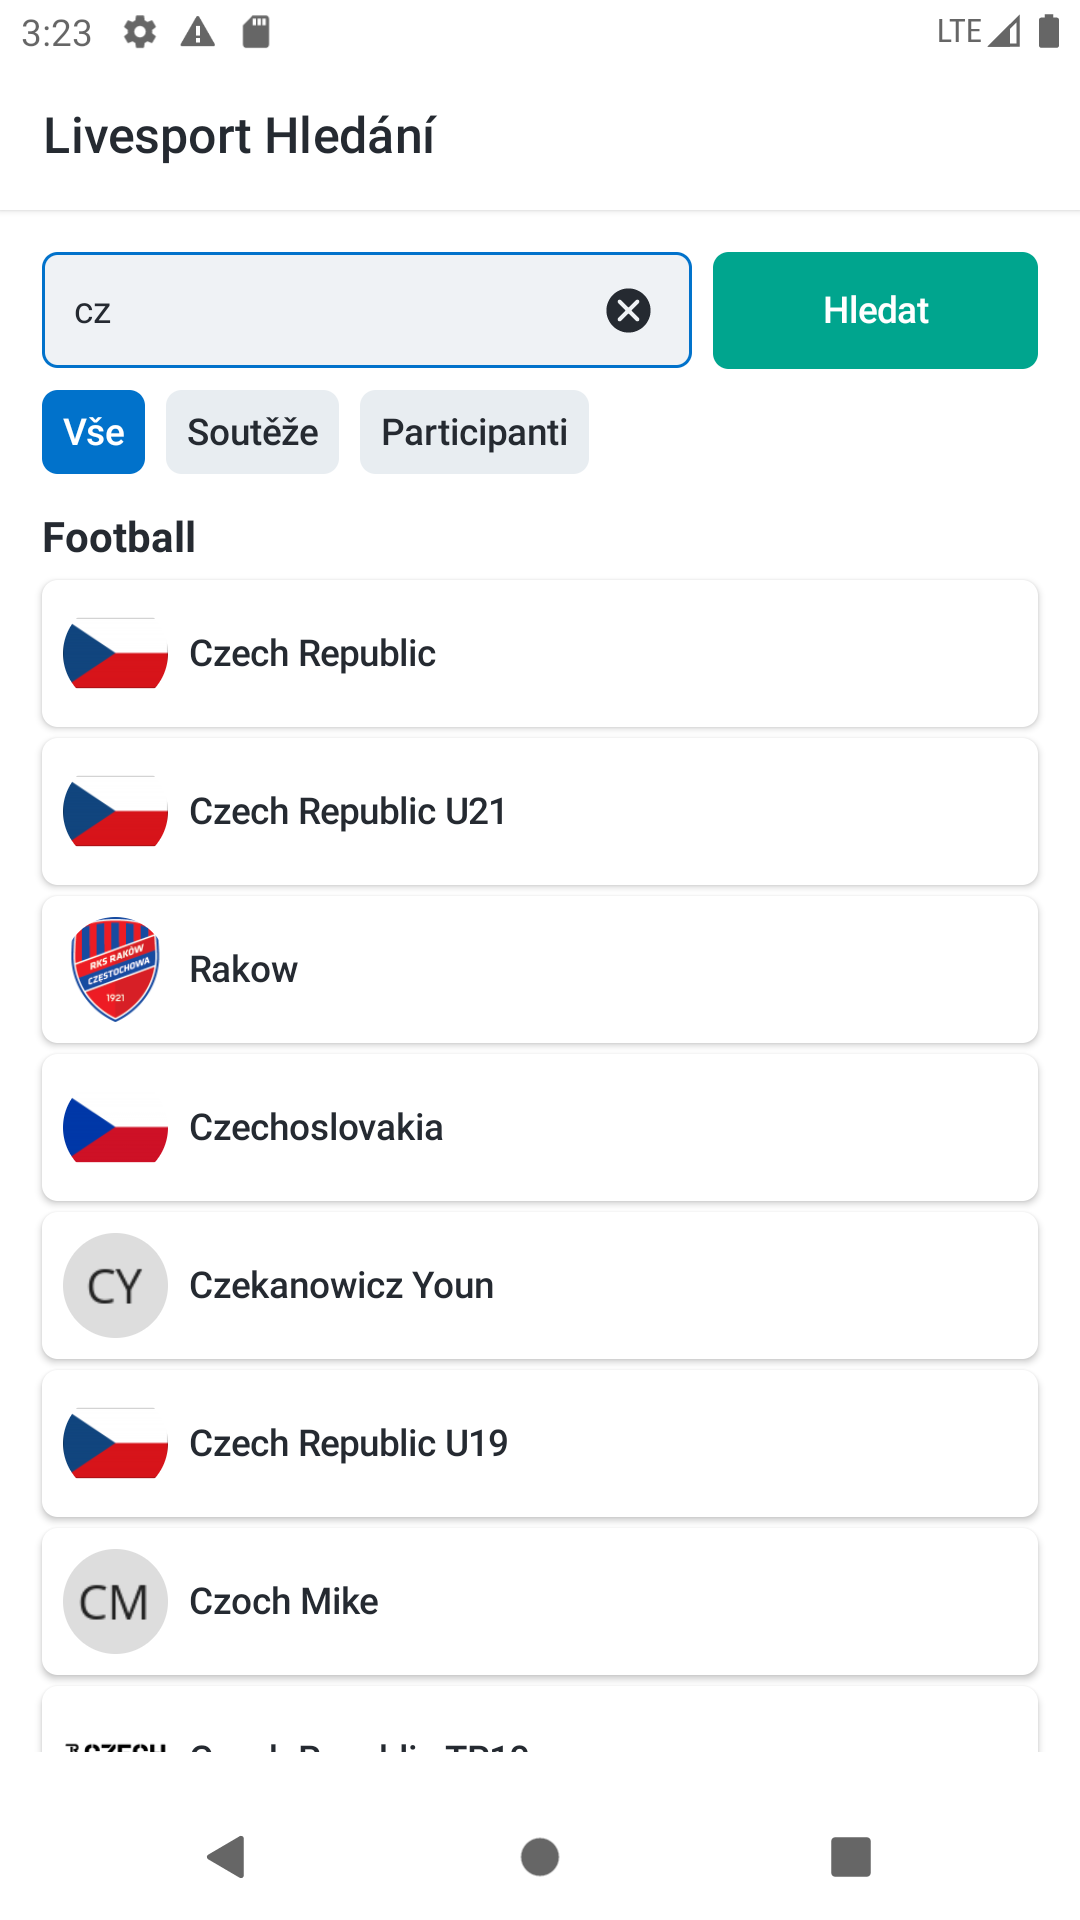 3:23
LTE
Livesport Hledání
cz
Hledat
Vše
Soutěže
Participanti
Football
Czech Republic
Czech Republic U21
RKS RAKÓW
CZĘSTOCHOWA
1921
Rakow
Czechoslovakia
CY
Czekanowicz Youn
Czech Republic U19
CM
Czoch Mike